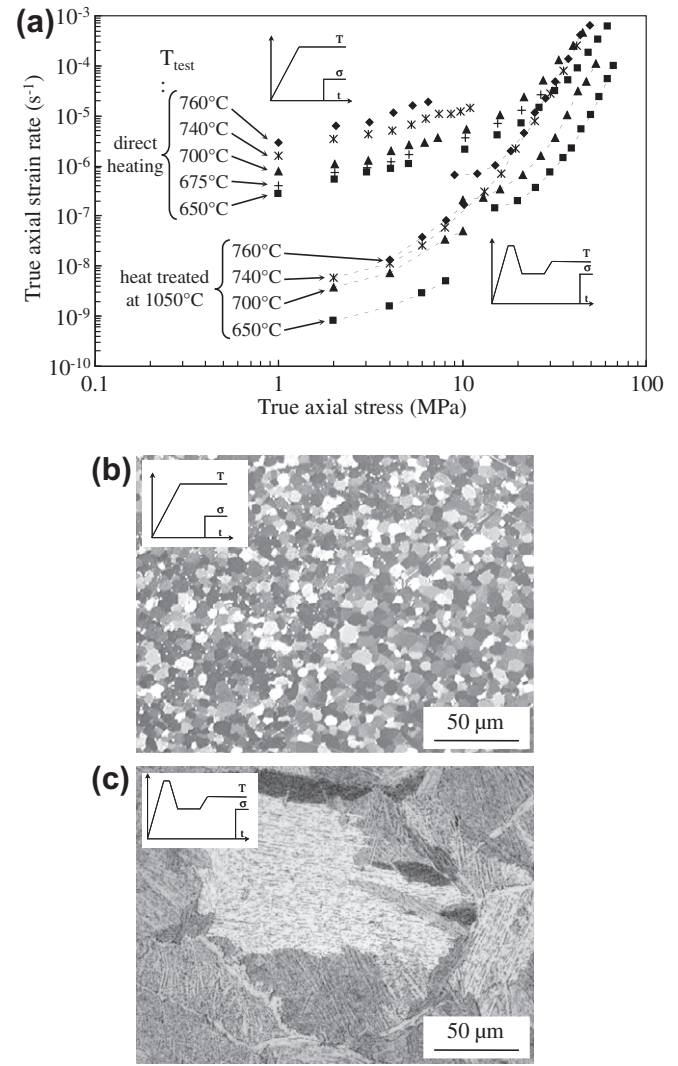 (a)
10⁻³
10⁻⁴
10⁻⁵
10⁻⁶
10⁻⁷
10⁻⁸
10⁻⁹
10⁻¹⁰
True axial strain rate (s⁻¹)
T_test
:
760°C
740°C
700°C
675°C
650°C
direct
heating
T
σ
t
760°C
740°C
700°C
650°C
heat treated
at 1050°C
T
σ
t
0.1
1
10
100
True axial stress (MPa)
(b)
T
σ
t
50 µm
(c)
T
σ
t
50 µm